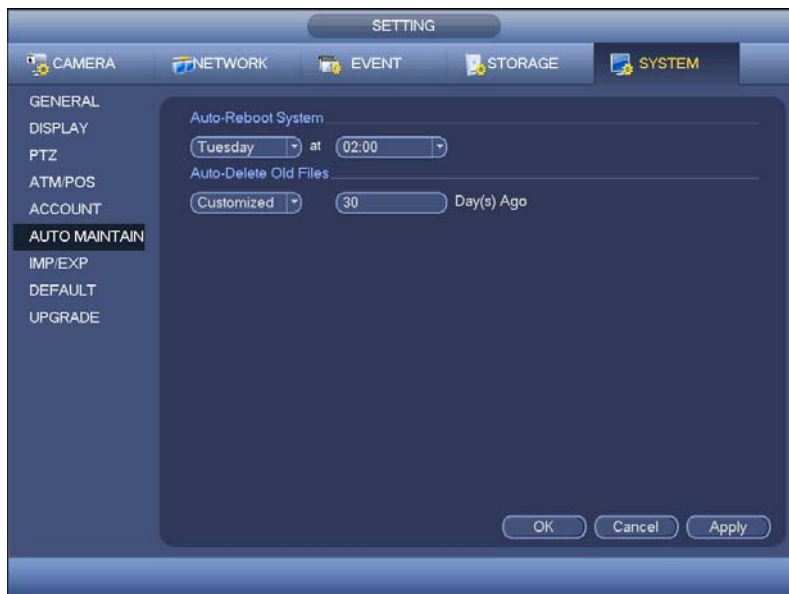 SETTING
CAMERA NETWORK EVENT STORAGE SYSTEM
GENERAL
DISPLAY
PTZ
ATM/POS
ACCOUNT
AUTO MAINTAIN
IMP/EXP
DEFAULT
UPGRADE
Auto-Reboot System
Tuesday at 02:00
Auto-Delete Old Files
Customized 30 Day(s) Ago
OK Cancel Apply